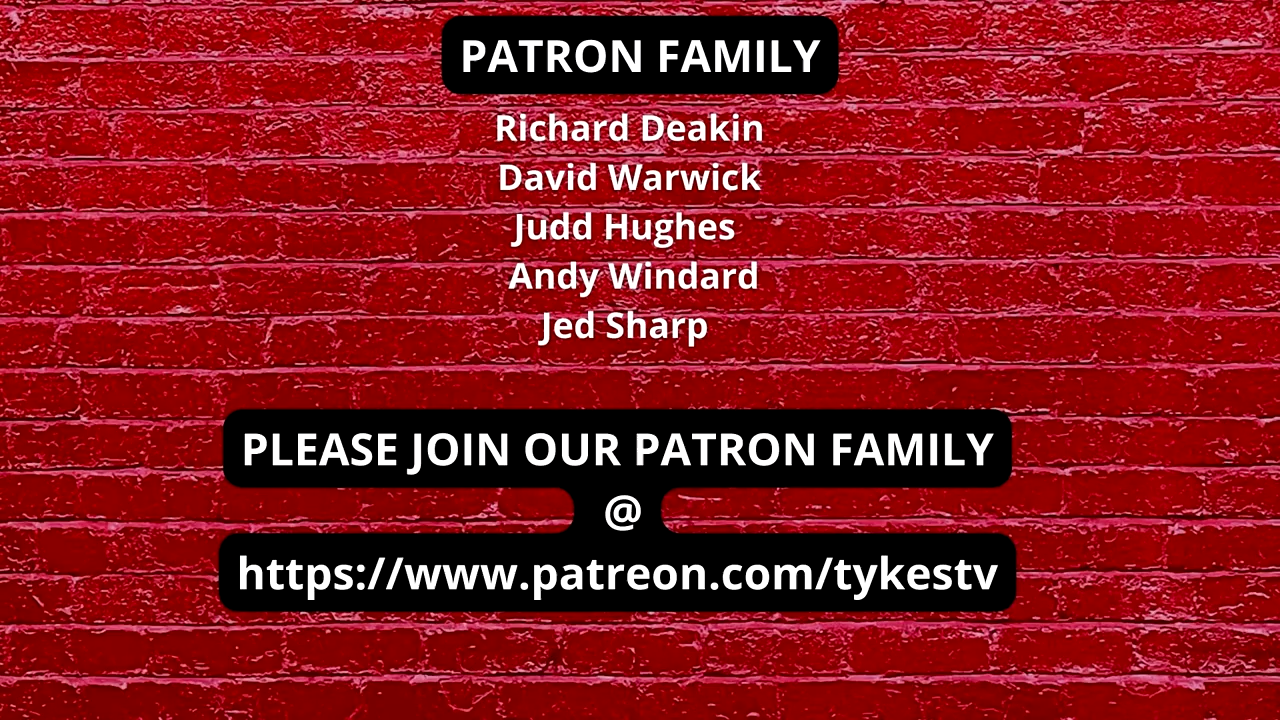 PATRON FAMILY
Richard Deakin
David Warwick
Judd Hughes
Andy Windard
Jed Sharp
PLEASE JOIN OUR PATRON FAMILY
@
https://www.patreon.com/tykestv